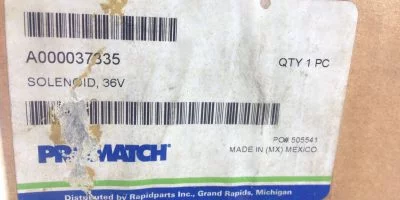 A000037335
QTY 1 PC
SOLENOID, 36V
PO# 505541
MADE IN (MX) MEXICO
Distributed by Rapidparts Inc., Grand Rapids, Michigan